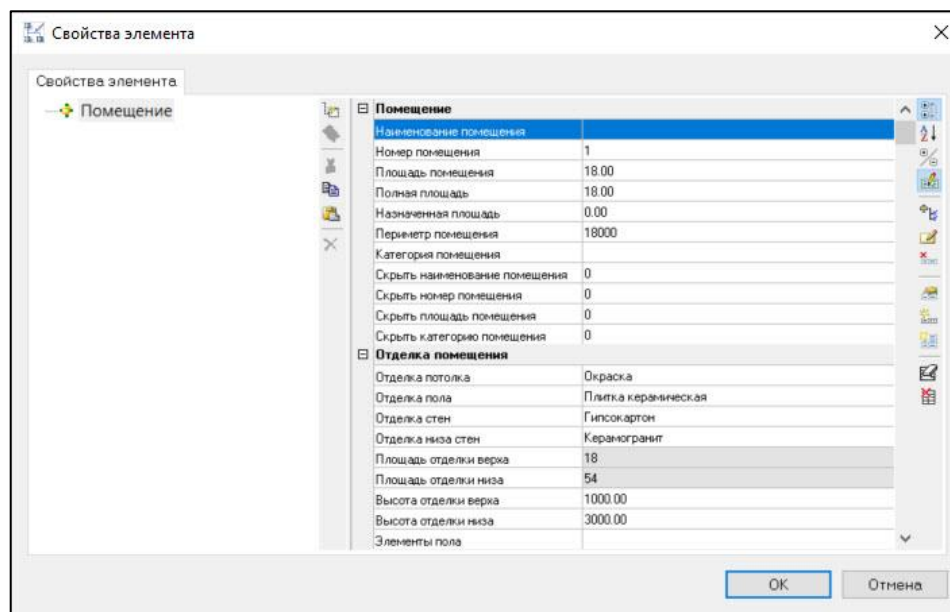 Свойства элемента
Свойства элемента
Помещение
Помещение
Наименование помещения
Номер помещения 1
Площадь помещения 18.00
Полная площадь 18.00
Назначенная площадь 0.00
Периметр помещения 18000
Категория помещения
Скрыть наименование помещения 0
Скрыть номер помещения 0
Скрыть площадь помещения 0
Скрыть категорию помещения 0
Отделка помещения
Отделка потолка Окраска
Отделка пола Плитка керамическая
Отделка стен Гипсокартон
Отделка низа стен Керамогранит
Площадь отделки верха 18
Площадь отделки низа 54
Высота отделки верха 1000.00
Высота отделки низа 3000.00
Элементы пола
OK Отмена